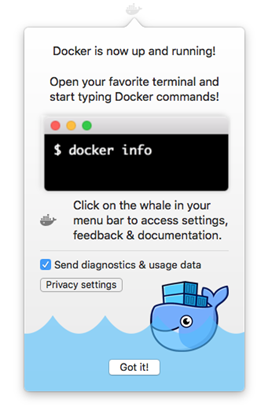 Docker is now up and running!
Open your favorite terminal and
start typing Docker commands!
$ docker info
Click on the whale in your
menu bar to access settings,
feedback & documentation.
Send diagnostics & usage data
Privacy settings
Got it!